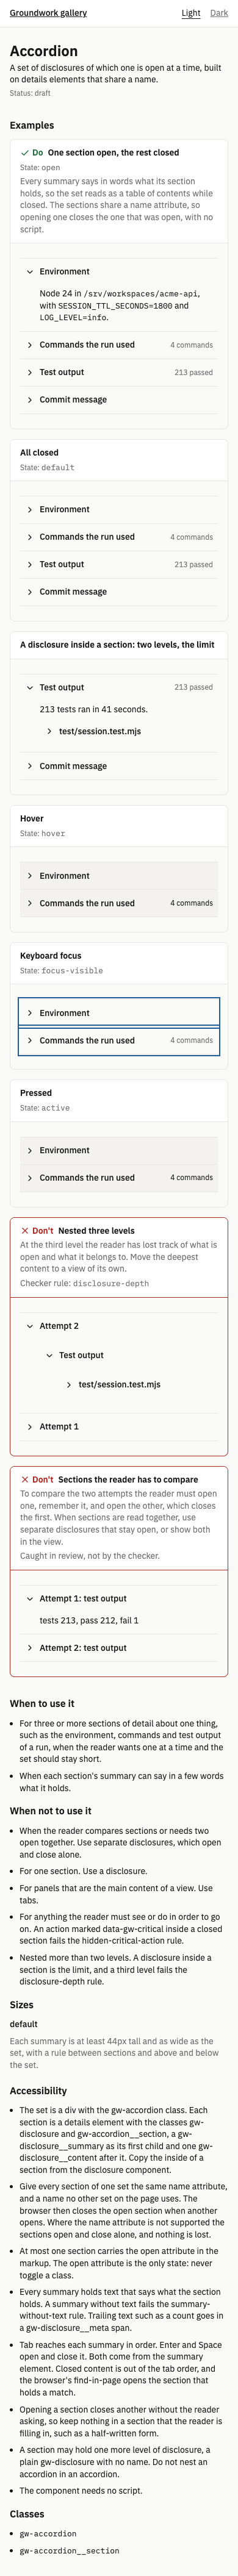 Groundwork gallery Light Dark
Accordion
A set of disclosures of which one is open at a time, built
on details elements that share a name.
Status: draft
Examples
Do One section open, the rest closed
State: open
Every summary says in words what its section
holds, so the set reads as a table of contents while
closed. The sections share a name attribute, so
opening one closes the one that was open, with no
script.
Environment
Node 24 in /srv/workspaces/acme-api,
with SESSION_TTL_SECONDS=1800 and
LOG_LEVEL=info.
Commands the run used 4 commands
Test output 213 passed
Commit message
All closed
State: default
Environment
Commands the run used 4 commands
Test output 213 passed
Commit message
A disclosure inside a section: two levels, the limit
Test output 213 passed
213 tests ran in 41 seconds.
test/session.test.mjs
Commit message
Hover
State: hover
Environment
Commands the run used 4 commands
Keyboard focus
State: focus-visible
Environment
Commands the run used 4 commands
Pressed
State: active
Environment
Commands the run used 4 commands
Don't Nested three levels
At the third level the reader has lost track of what is
open and what it belongs to. Move the deepest
content to a view of its own.
Checker rule: disclosure-depth
Attempt 2
Test output
test/session.test.mjs
Attempt 1
Don't Sections the reader has to compare
To compare the two attempts the reader must open
one, remember it, and open the other, which closes
the first. When sections are read together, use
separate disclosures that stay open, or show both
in the view.
Caught in review, not by the checker.
Attempt 1: test output
tests 213, pass 212, fail 1
Attempt 2: test output
When to use it
• For three or more sections of detail about one thing,
such as the environment, commands and test output
of a run, when the reader wants one at a time and the
set should stay short.
• When each section's summary can say in a few words
what it holds.
When not to use it
• When the reader compares sections or needs two
open together. Use separate disclosures, which open
and close alone.
• For one section. Use a disclosure.
• For panels that are the main content of a view. Use
tabs.
• For anything the reader must see or do in order to go
on. An action marked data-gw-critical inside a closed
section fails the hidden-critical-action rule.
• Nested more than two levels. A disclosure inside a
section is the limit, and a third level fails the
disclosure-depth rule.
Sizes
default
Each summary is at least 44px tall and as wide as the
set, with a rule between sections and above and below
the set.
Accessibility
• The set is a div with the gw-accordion class. Each
section is a details element with the classes gw-
disclosure and gw-accordion__section, a gw-
disclosure__summary as its first child and one gw-
disclosure__content after it. Copy the inside of a
section from the disclosure component.
• Give every section of one set the same name attribute,
and a name no other set on the page uses. The
browser then closes the open section when another
opens. Where the name attribute is not supported the
sections open and close alone, and nothing is lost.
• At most one section carries the open attribute in the
markup. The open attribute is the only state: never
toggle a class.
• Every summary holds text that says what the section
holds. A summary without text fails the summary-
without-text rule. Trailing text such as a count goes in
a gw-disclosure__meta span.
• Tab reaches each summary in order. Enter and Space
open and close it. Both come from the summary
element. Closed content is out of the tab order, and
the browser's find-in-page opens the section that
holds a match.
• Opening a section closes another without the reader
asking, so keep nothing in a section that the reader is
filling in, such as a half-written form.
• A section may hold one more level of disclosure, a
plain gw-disclosure with no name. Do not nest an
accordion in an accordion.
• The component needs no script.
Classes
• gw-accordion
• gw-accordion__section